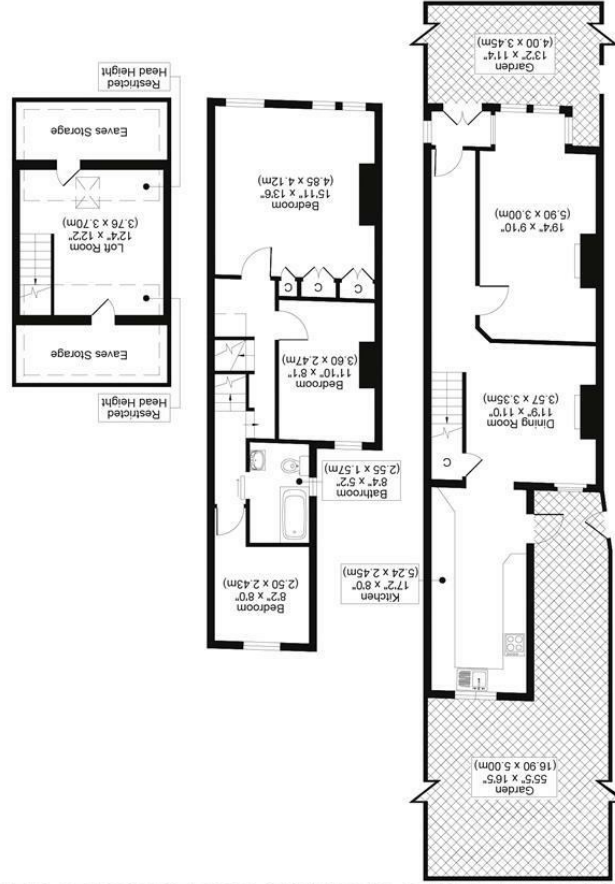 Garden
13'2" x 11'4"
(4.00 x 3.45m)
19'4" x 9'10"
(5.90 x 3.00m)
Dining Room
11'9" x 11'0"
(3.57 x 3.35m)
C
Kitchen
17'2" x 8'0"
(5.24 x 2.45m)
Garden
55'5" x 16'5"
(16.90 x 5.00m)
Bedroom
15'11" x 13'6"
(4.85 x 4.12m)
C
C
C
Bedroom
11'10" x 8'1"
(3.60 x 2.47m)
Bathroom
8'4" x 5'2"
(2.55 x 1.57m)
Bedroom
8'2" x 8'0"
(2.50 x 2.43m)
Restricted
Head Height
Eaves Storage
Loft Room
12'4" x 12'2"
(3.76 x 3.70m)
Eaves Storage
Restricted
Head Height